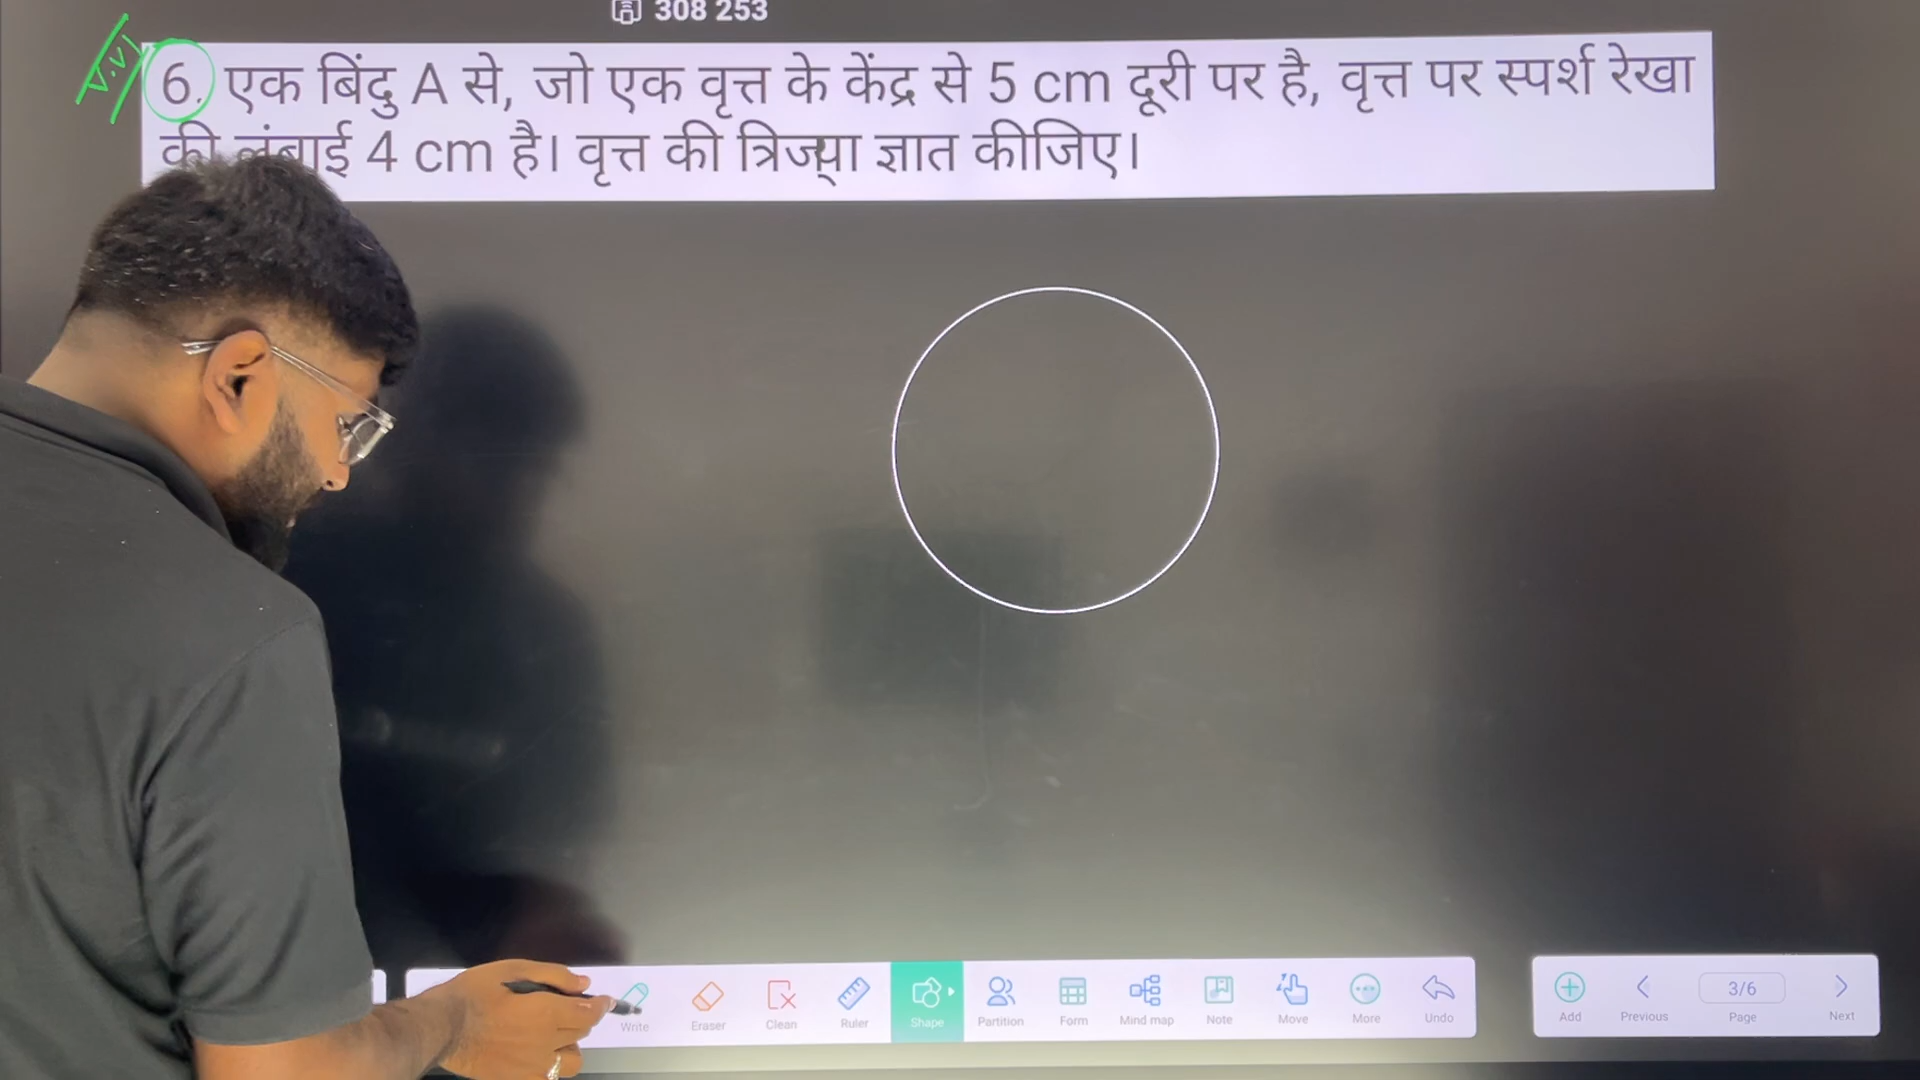 308 253
V.V.I
6. एक बिंदु A से, जो एक वृत्त के केंद्र से 5 cm दूरी पर है, वृत्त पर स्पर्श रेखा
की लंबाई 4 cm है। वृत्त की त्रिज्या ज्ञात कीजिए।
Write Eraser Clean Ruler Shape Partition Form Mind map Note Move More Undo
Add Previous 3/6 Page Next